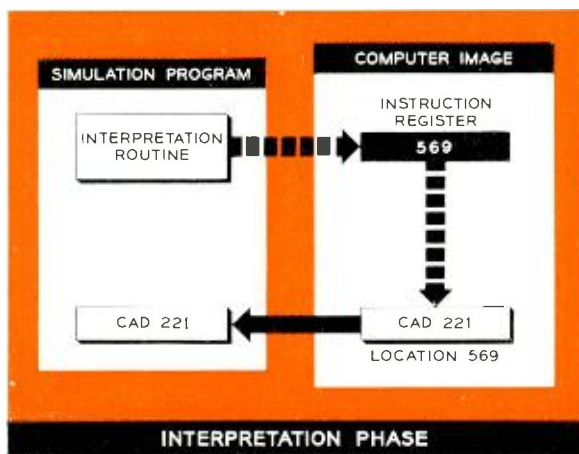 SIMULATION PROGRAM
INTERPRETATION
ROUTINE
CAD 221
COMPUTER IMAGE
INSTRUCTION
REGISTER
569
CAD 221
LOCATION 569
INTERPRETATION PHASE